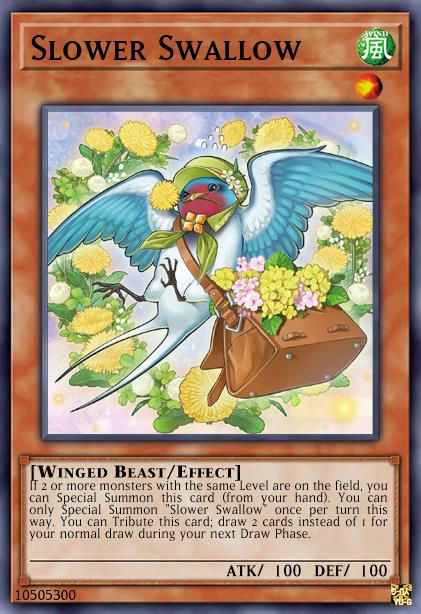 Slower Swallow
WIND
風
[Winged Beast/Effect]
If 2 or more monsters with the same Level are on the field, you
can Special Summon this card (from your hand). You can
only Special Summon "Slower Swallow" once per turn this
way. You can Tribute this card; draw 2 cards instead of 1 for
your normal draw during your next Draw Phase.
ATK/ 100 DEF/ 100
10505300